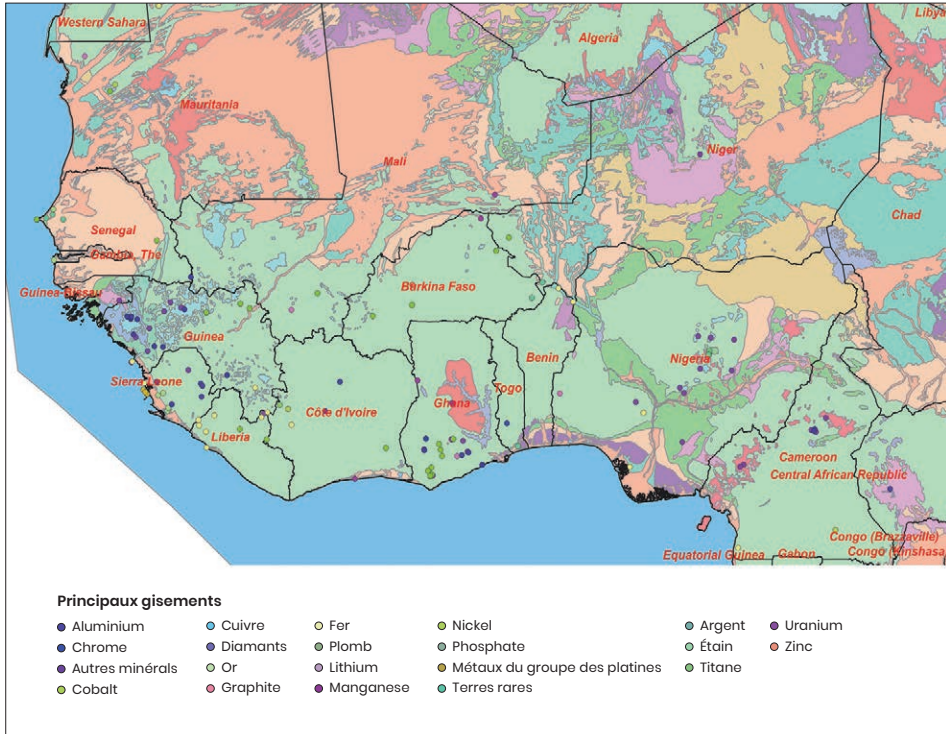 Western Sahara
Algeria
Libya
Mauritania
Mali
Niger
Chad
Senegal
Gambia, The
Guinea-Bissau
Burkina Faso
Guinea
Benin
Nigeria
Sierra Leone
Togo
Ghana
Côte d'Ivoire
Liberia
Cameroon
Central African Republic
Congo (Brazzaville)
Equatorial Guinea
Gabon
Congo (Kinshasa
Principaux gisements
Aluminium
Chrome
Autres minérals
Cobalt
Cuivre
Diamants
Or
Graphite
Fer
Plomb
Lithium
Manganese
Nickel
Phosphate
Métaux du groupe des platines
Terres rares
Argent
Étain
Titane
Uranium
Zinc